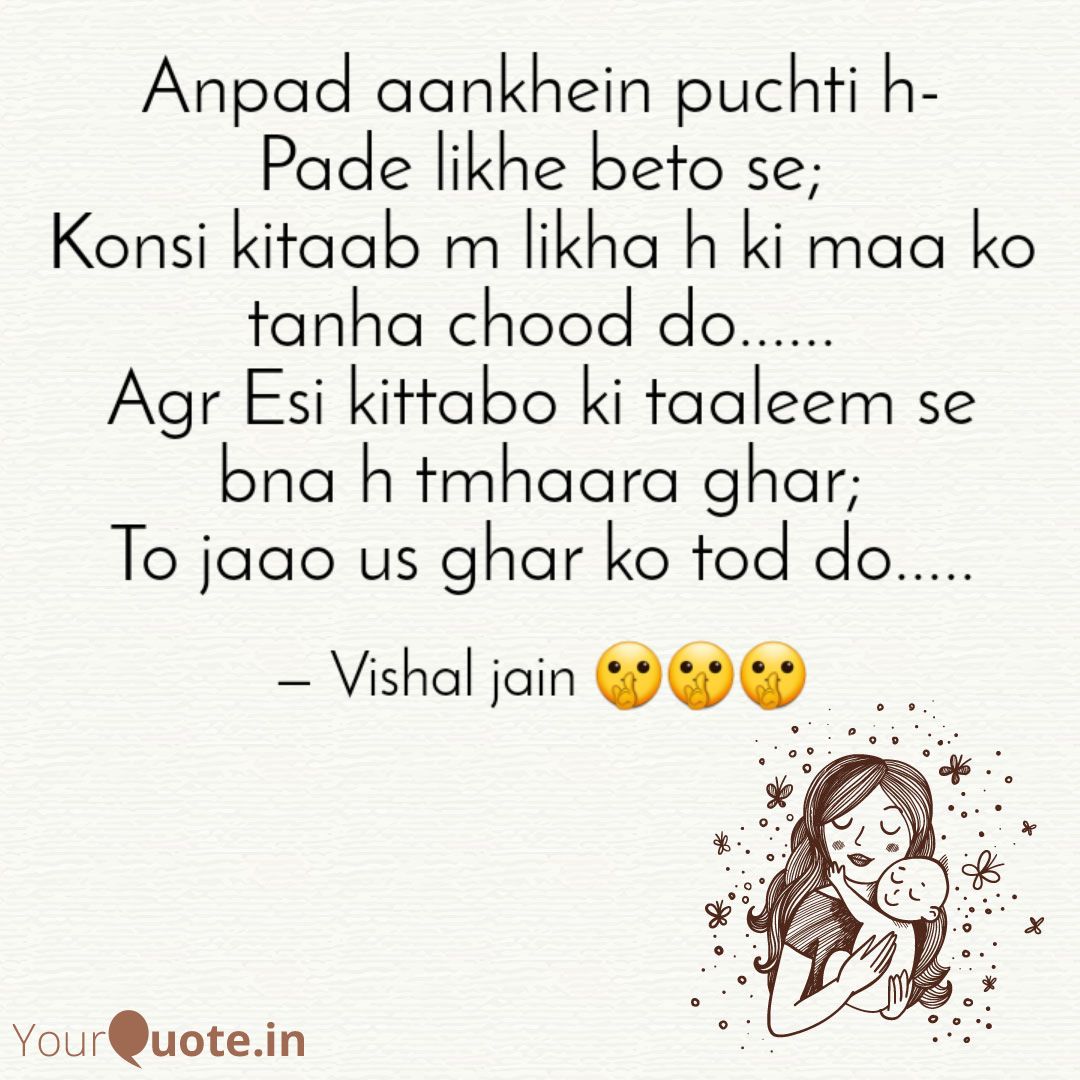 Anpad aankhein puchti h-
Pade likhe beto se;
Konsi kitaab m likha h ki maa ko
tanha chood do......
Agr Esi kittabo ki taaleem se
bna h tmhaara ghar;
To jaao us ghar ko tod do.....
– Vishal jain 🤫🤫🤫
YourQuote.in